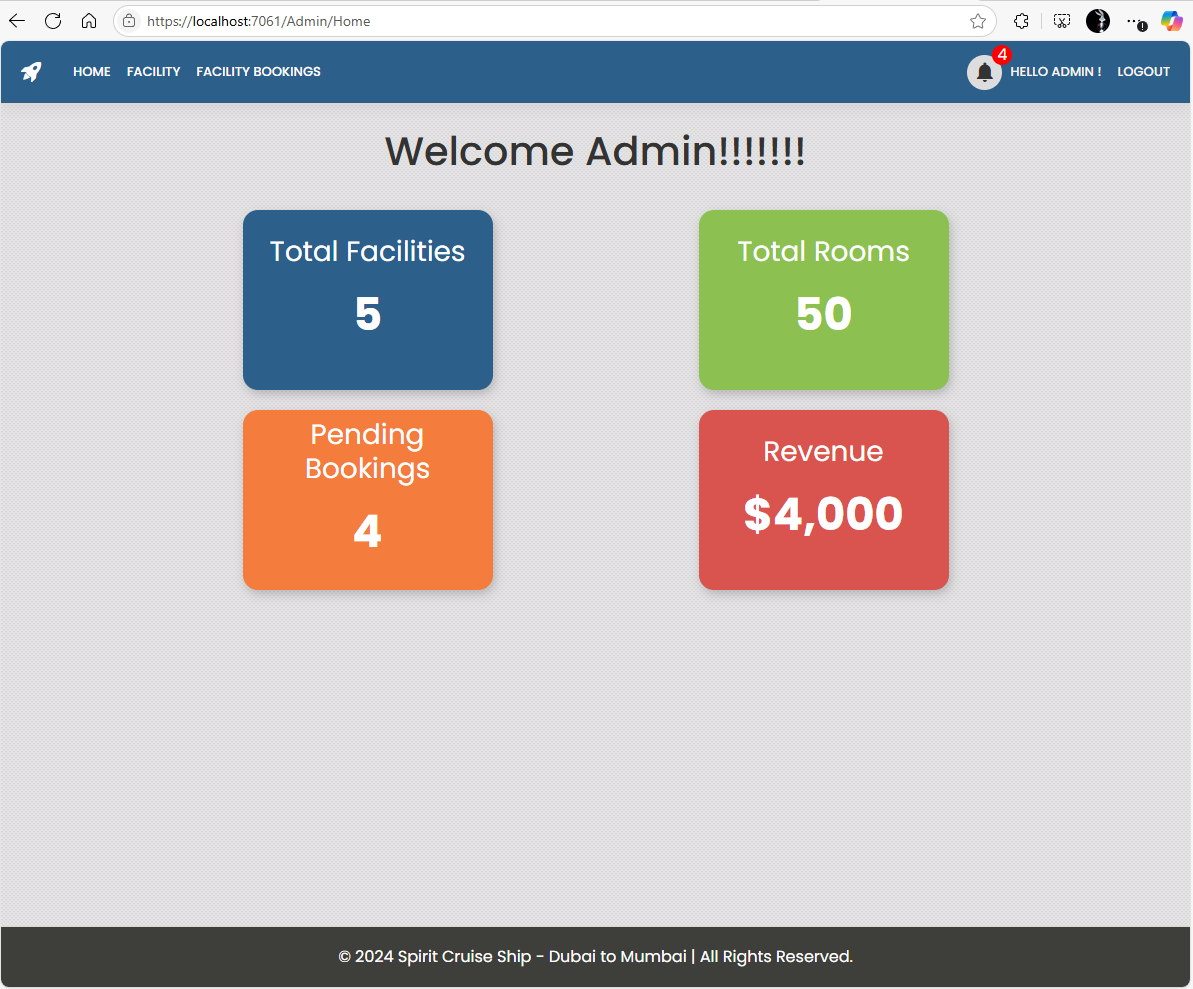 https://localhost:7061/Admin/Home
HOME FACILITY FACILITY BOOKINGS 4 HELLO ADMIN ! LOGOUT
Welcome Admin!!!!!!!
Total Facilities
5
Total Rooms
50
Pending
Bookings
4
Revenue
$4,000
© 2024 Spirit Cruise Ship - Dubai to Mumbai | All Rights Reserved.